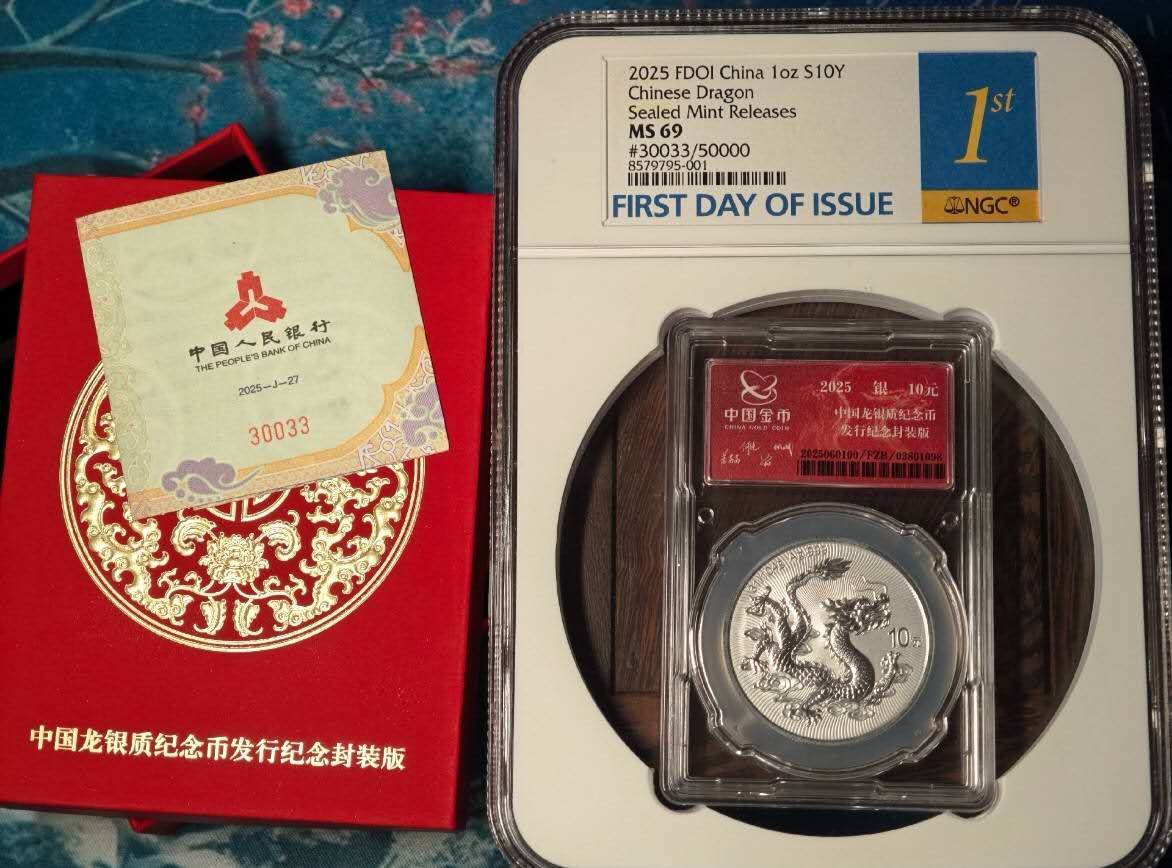 中国人民银行
THE PEOPLE'S BANK OF CHINA
2025-J-27
30033
中国龙银质纪念币发行纪念封装版
2025 FDOI China 1oz S10Y
Chinese Dragon
Sealed Mint Releases
MS 69
#30033/50000
8579795-001
FIRST DAY OF ISSUE
1st
NGC®
中国金币
CHINA GOLD COIN
2025 银 10元
中国龙银质纪念币
发行纪念封装版
2025060100/FZB/03801098
10元